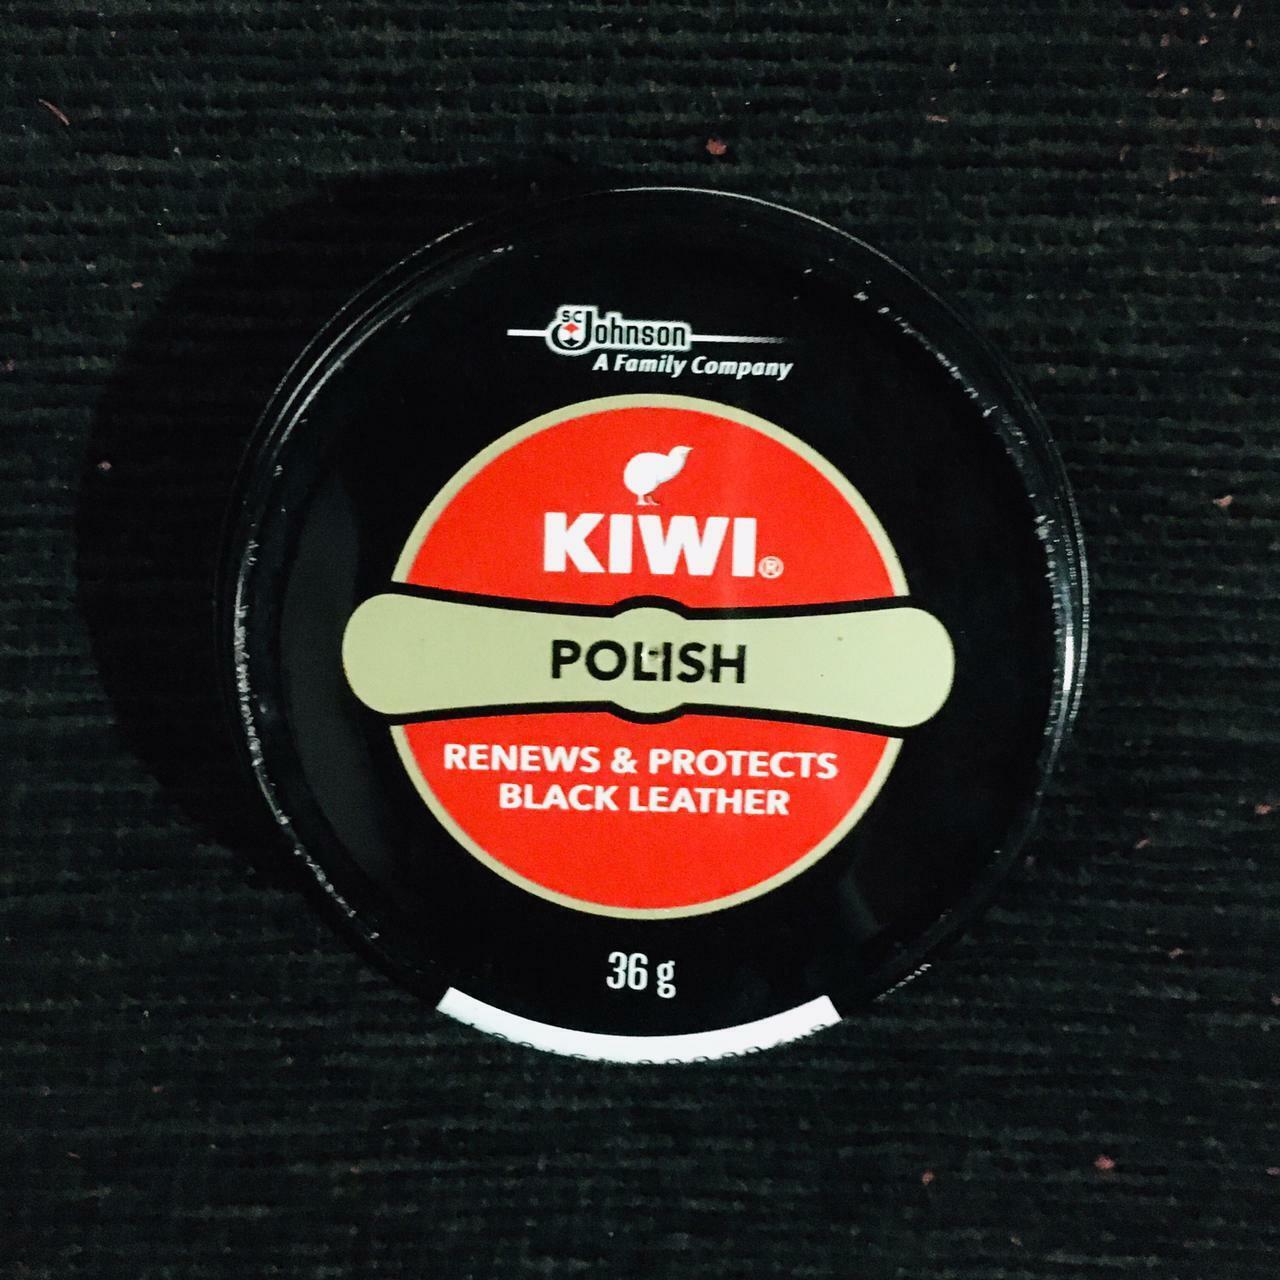 SC Johnson
A Family Company
KIWI®
POLISH
RENEWS & PROTECTS
BLACK LEATHER
36 g